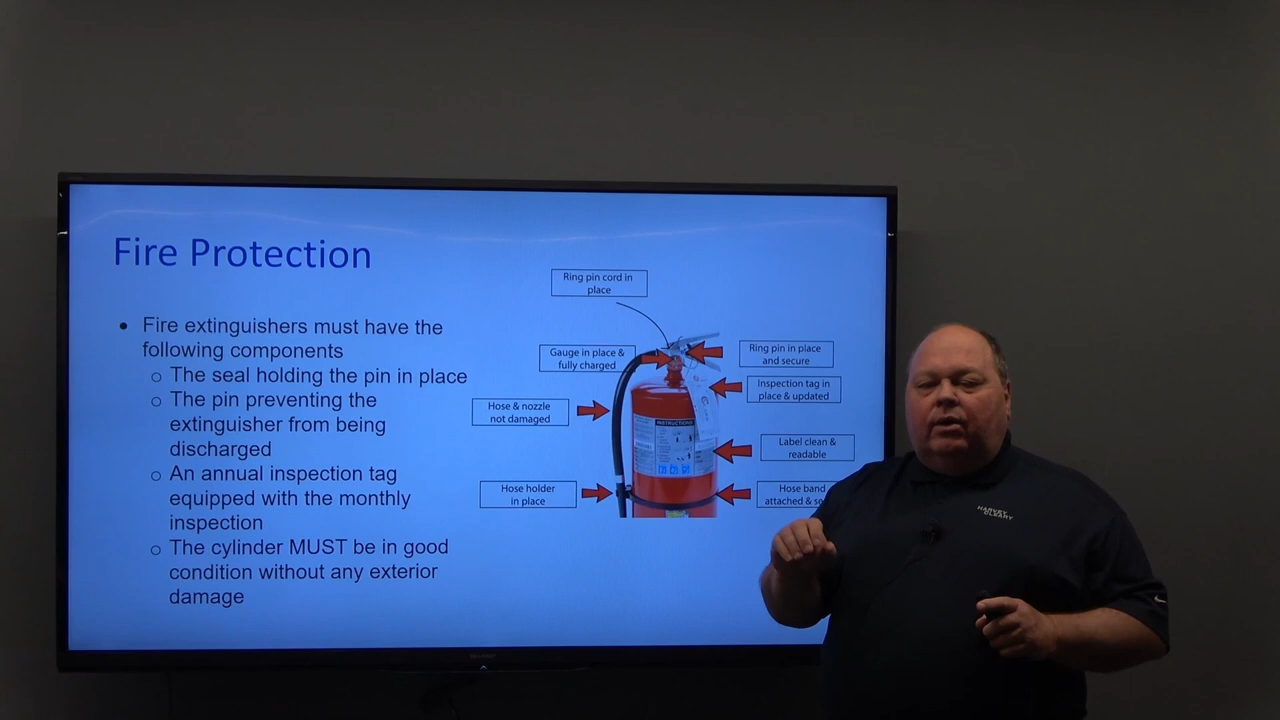 Fire Protection
• Fire extinguishers must have the
following components
o The seal holding the pin in place
o The pin preventing the
extinguisher from being
discharged
o An annual inspection tag
equipped with the monthly
inspection
o The cylinder MUST be in good
condition without any exterior
damage
Ring pin cord in
place
Gauge in place &
fully charged
Ring pin in place
and secure
Inspection tag in
place & updated
Hose & nozzle
not damaged
Label clean &
readable
Hose holder
in place
Hose band
attached &
INSTRUCTIONS
HARVEY
CLEARY